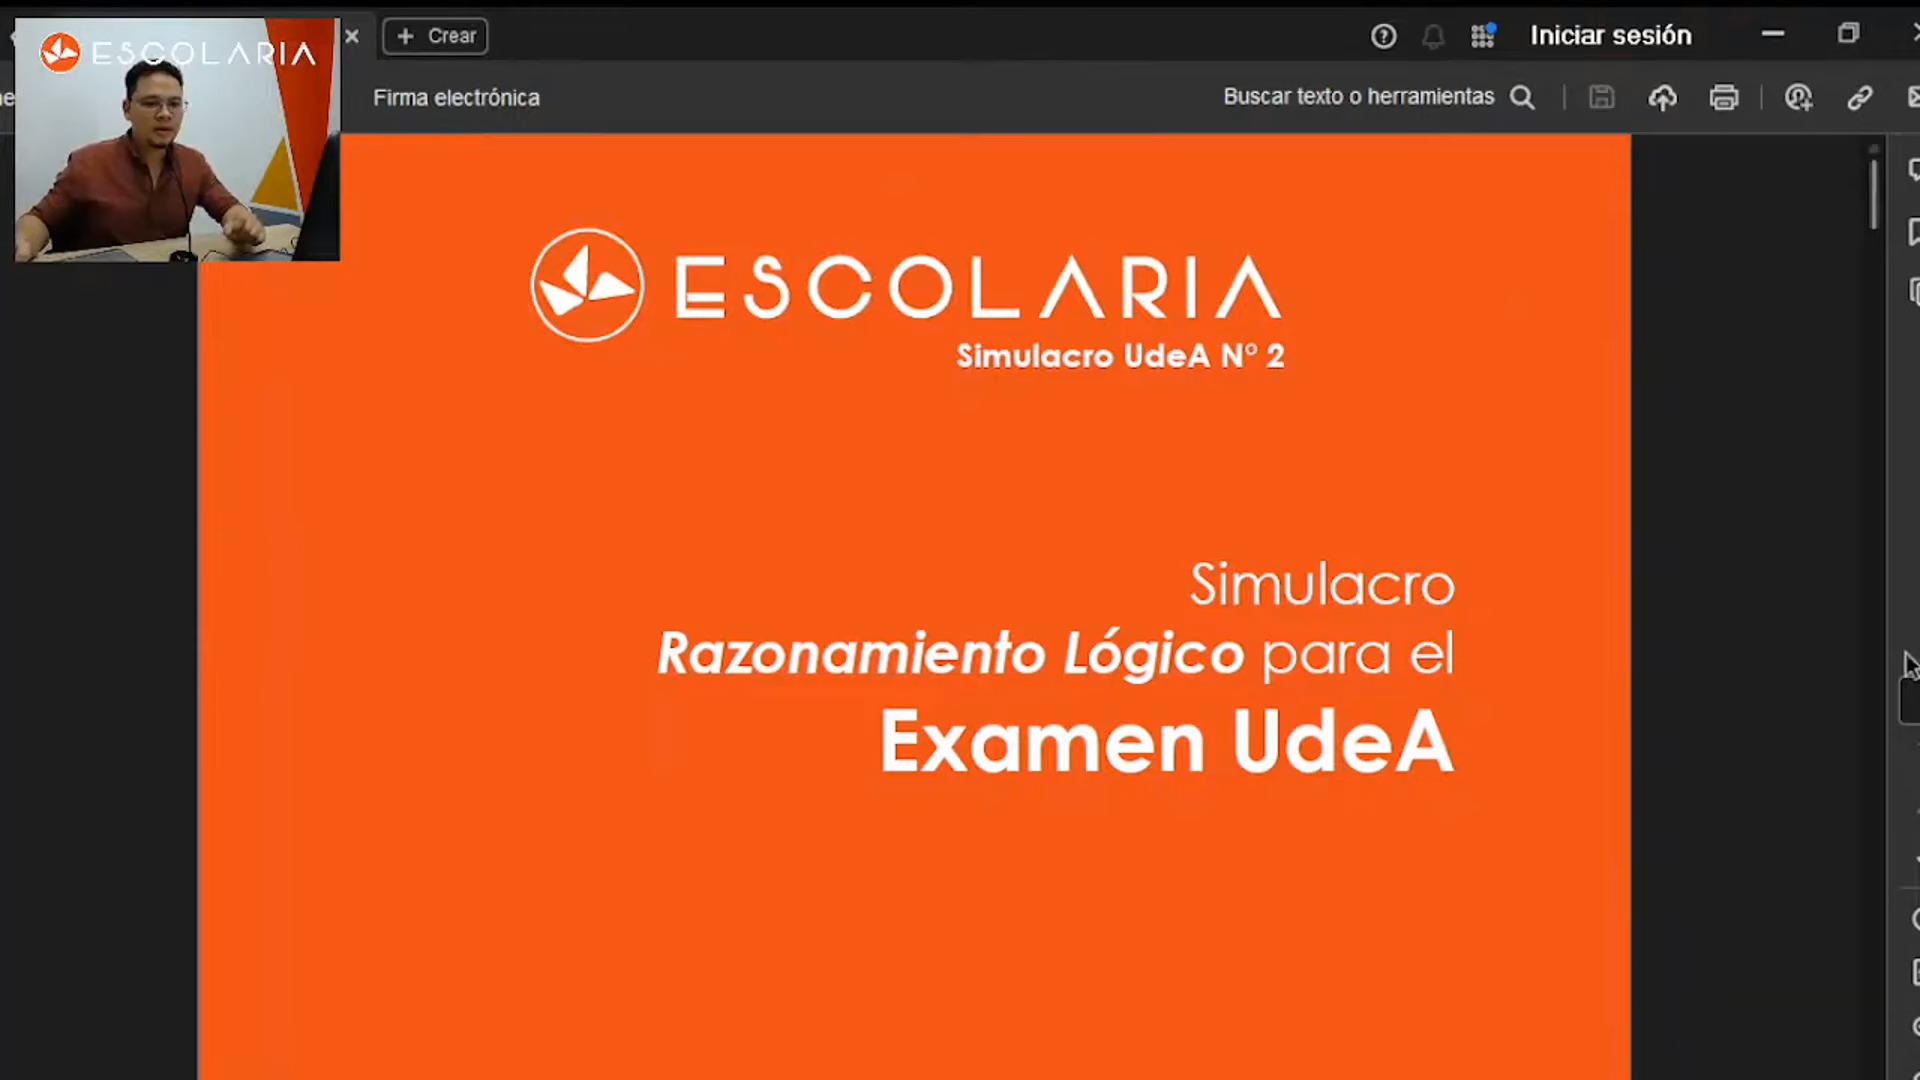 ESCOLARIA
Crear
Iniciar sesión
Firma electrónica
Buscar texto o herramientas
ESCOLARIA
Simulacro UdeA N° 2
Simulacro
Razonamiento Lógico para el
Examen UdeA